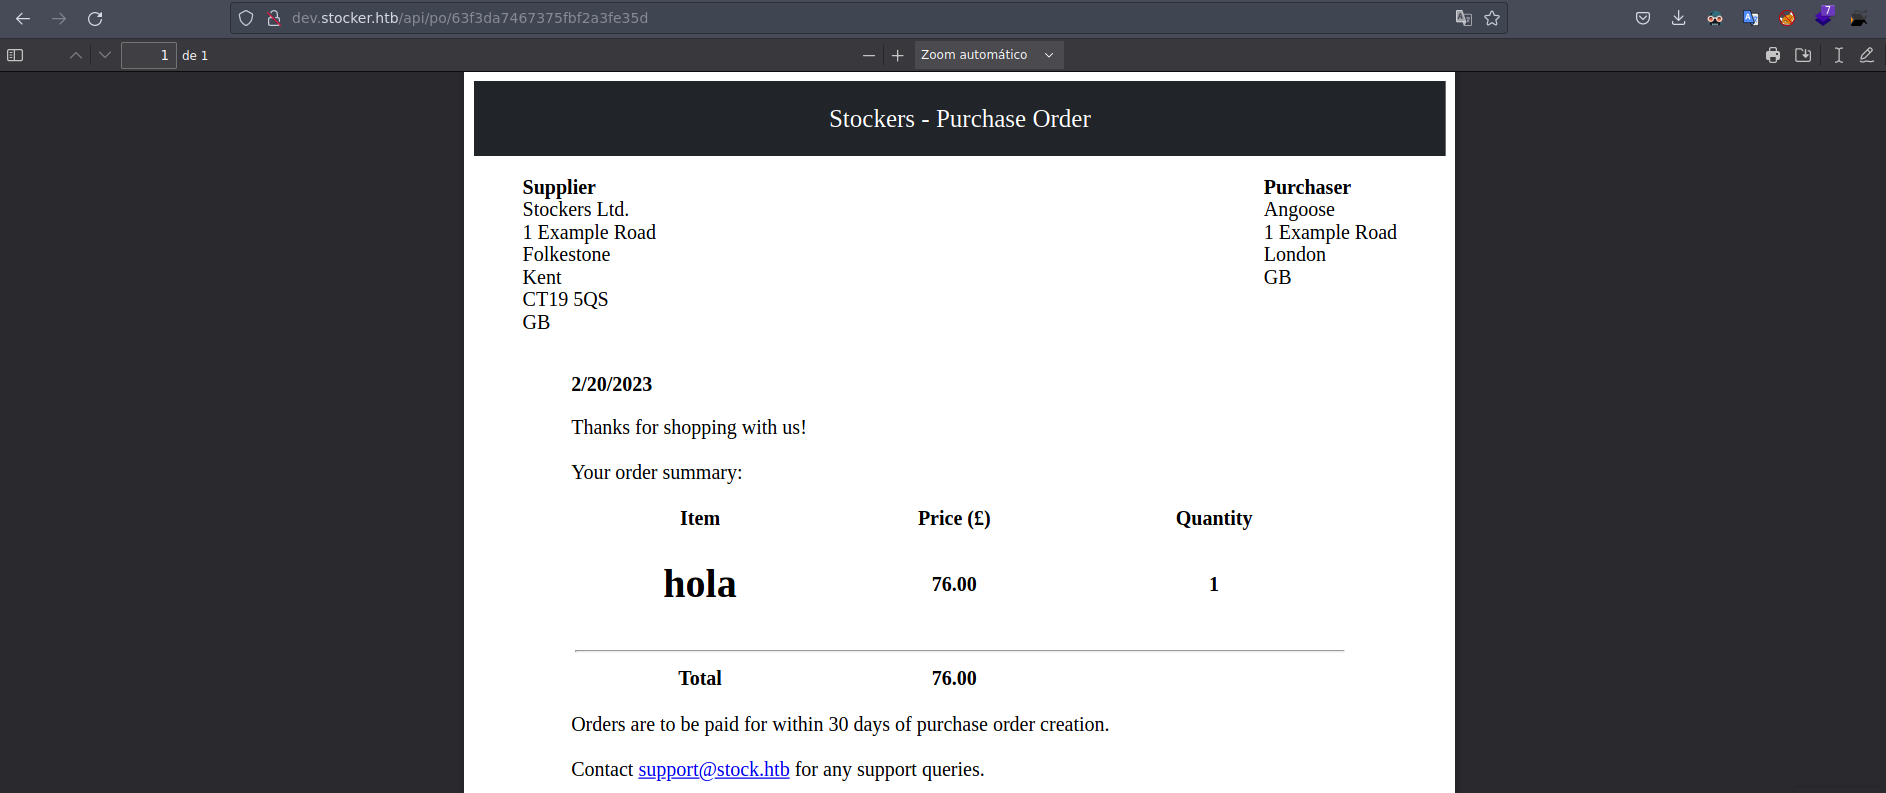 dev.stocker.htb/api/po/63f3da7467375fbf2a3fe35d
7
1 de 1
Zoom automático
Stockers - Purchase Order
Supplier
Stockers Ltd.
1 Example Road
Folkestone
Kent
CT19 5QS
GB
Purchaser
Angoose
1 Example Road
London
GB
2/20/2023
Thanks for shopping with us!
Your order summary:
Item Price (£) Quantity
hola 76.00 1
Total 76.00
Orders are to be paid for within 30 days of purchase order creation.
Contact support@stock.htb for any support queries.